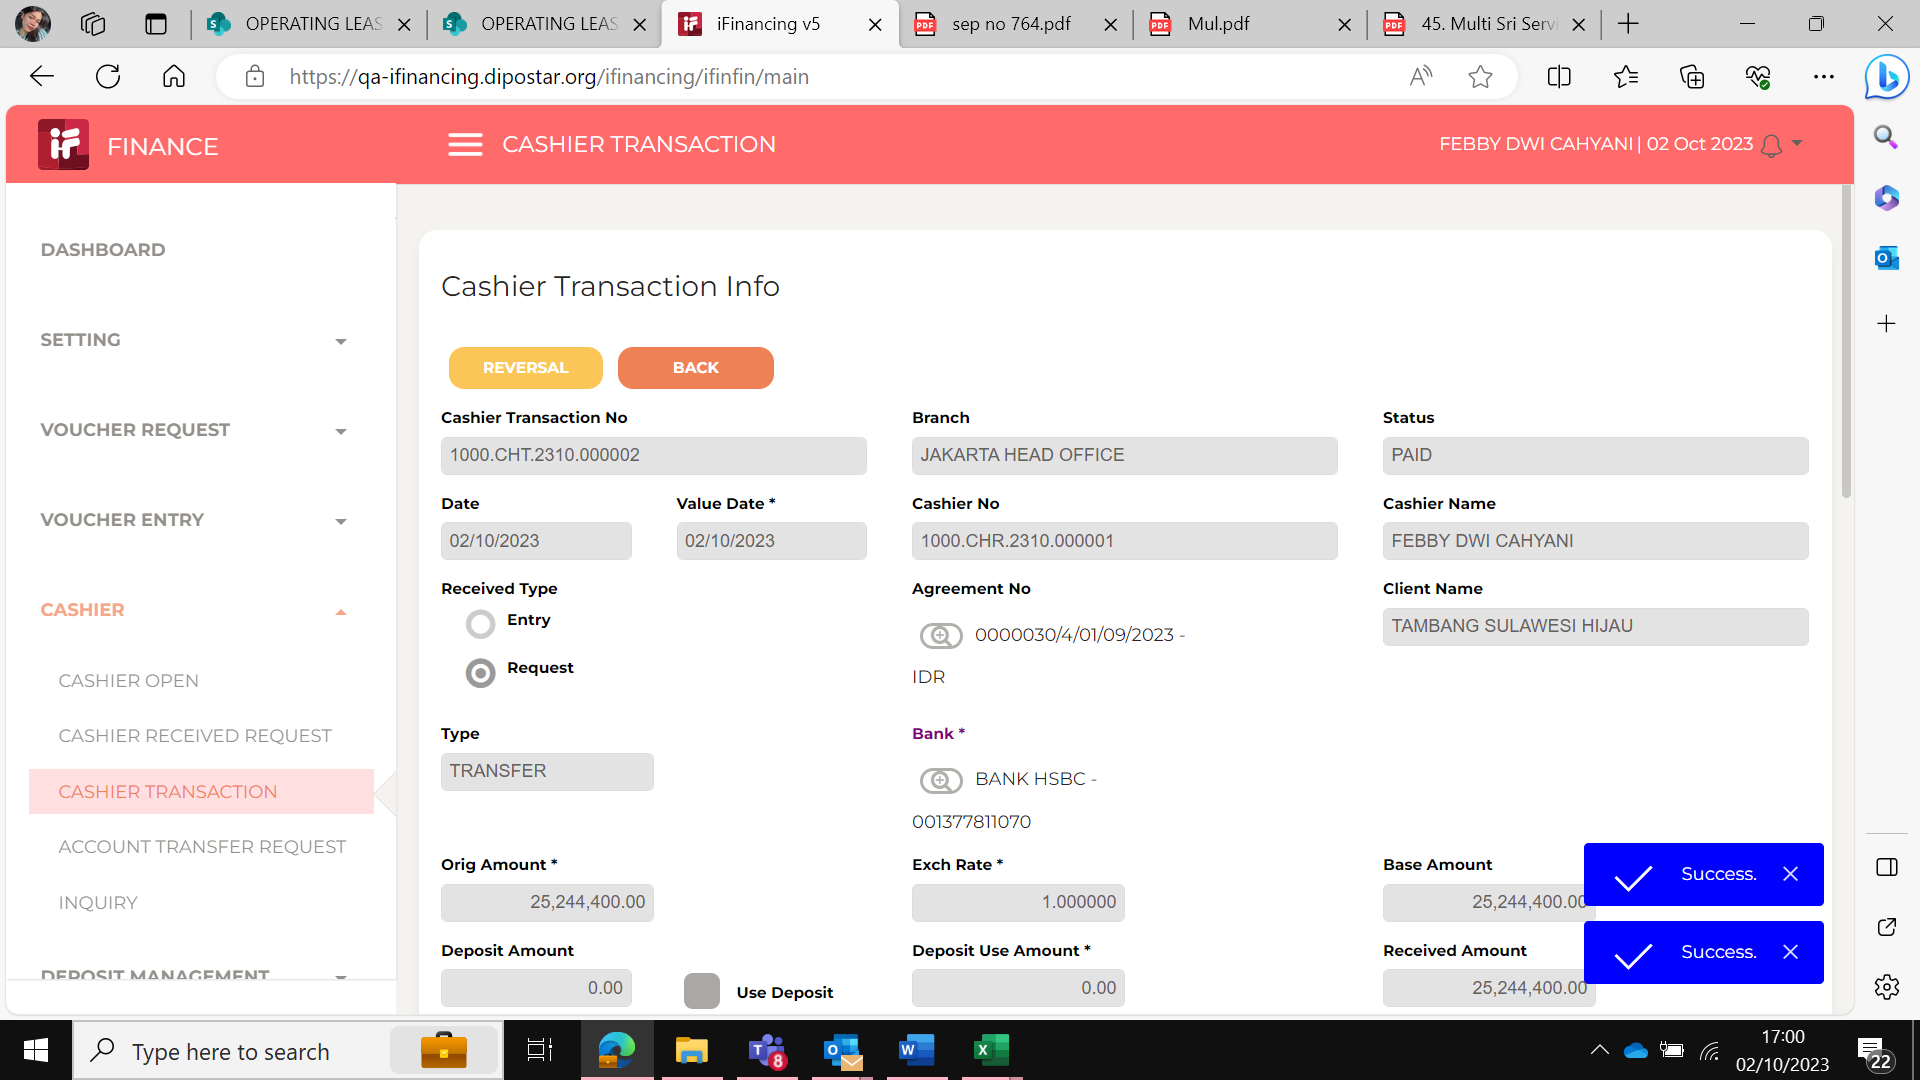 OPERATING LEAS
OPERATING LEAS
iFinancing v5
sep no 764.pdf
Mul.pdf
45. Multi Sri Servi
https://qa-ifinancing.dipostar.org/ifinancing/ifinfin/main
iF
FINANCE
CASHIER TRANSACTION
FEBBY DWI CAHYANI | 02 Oct 2023
DASHBOARD
SETTING
VOUCHER REQUEST
VOUCHER ENTRY
CASHIER
CASHIER OPEN
CASHIER RECEIVED REQUEST
CASHIER TRANSACTION
ACCOUNT TRANSFER REQUEST
INQUIRY
DEPOSIT MANAGEMENT
Cashier Transaction Info
REVERSAL
BACK
Cashier Transaction No
Branch
Status
1000.CHT.2310.000002
JAKARTA HEAD OFFICE
PAID
Date
Value Date *
Cashier No
Cashier Name
02/10/2023
02/10/2023
1000.CHR.2310.000001
FEBBY DWI CAHYANI
Received Type
Agreement No
Client Name
Entry
0000030/4/01/09/2023 -
TAMBANG SULAWESI HIJAU
Request
IDR
Type
Bank *
TRANSFER
BANK HSBC -
001377811070
Orig Amount *
Exch Rate *
Base Amount
25,244,400.00
1.000000
25,244,400.00
Success.
Deposit Amount
Deposit Use Amount *
Received Amount
0.00
Use Deposit
0.00
25,244,400.00
Success.
Type here to search
8
17:00
02/10/2023
22